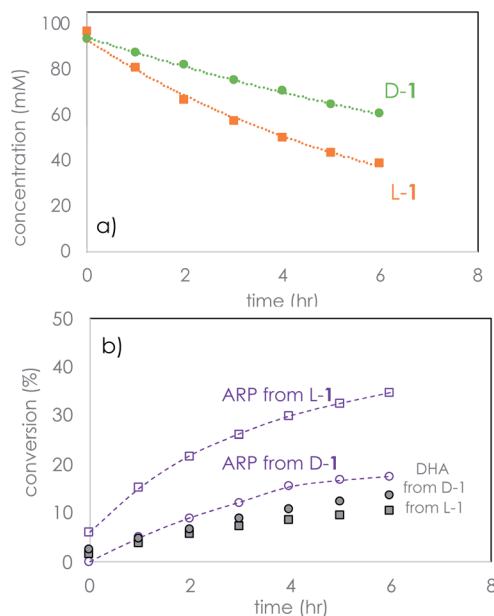 a)
concentration (mM)
100
80
60
40
20
0
D-1
L-1
0
2
4
6
8
time (hr)
b)
conversion (%)
50
40
30
20
10
0
ARP from L-1
ARP from D-1
DHA
from D-1
from L-1
0
2
4
6
8
time (hr)